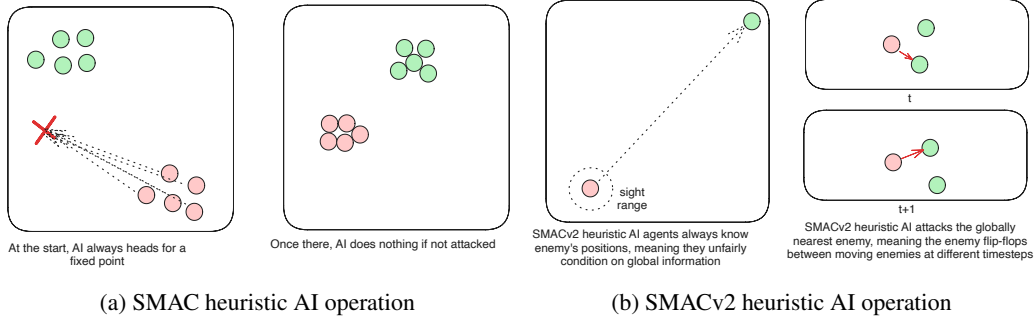 At the start, AI always heads for a
fixed point
Once there, AI does nothing if not attacked
(a) SMAC heuristic AI operation
sight
range
SMACv2 heuristic AI agents always know
enemy's positions, meaning they unfairly
condition on global information
t
t+1
SMACv2 heuristic AI attacks the globally
nearest enemy, meaning the enemy flip-flops
between moving enemies at different timesteps
(b) SMACv2 heuristic AI operation